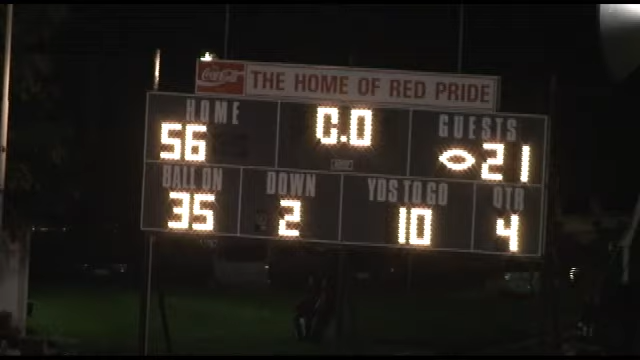 Coca-Cola THE HOME OF RED PRIDE
HOME 0.0 GUESTS
56 21
BALL ON DOWN YDS TO GO QTR
35 2 10 4